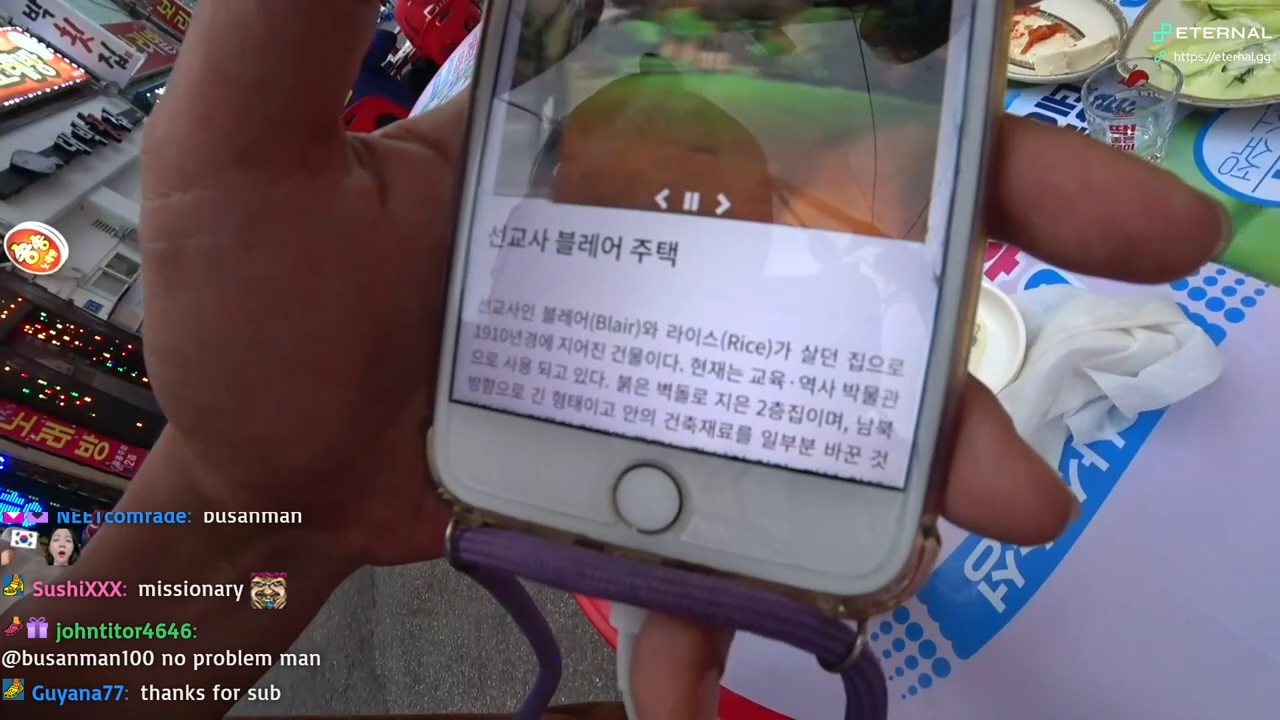 ETERNAL
https://eternal.gg
선교사 블레어 주택
선교사인 블레어(Blair)와 라이스(Rice)가 살던 집으로
1910년경에 지어진 건물이다. 현재는 교육·역사 박물관
으로 사용 되고 있다. 붉은 벽돌로 지은 2층집이며, 남북
방향으로 긴 형태이고 안의 건축재료를 일부분 바꾼 것
노래방
NEETcomrade: busanman
SushiXXX: missionary
johntitor4646:
@busanman100 no problem man
Guyana77: thanks for sub